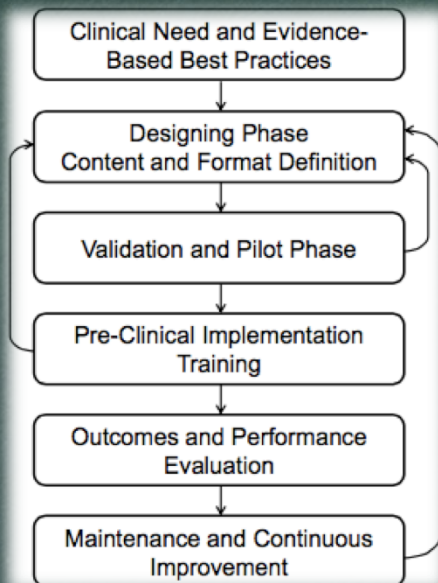 Clinical Need and Evidence-
Based Best Practices
Designing Phase
Content and Format Definition
Validation and Pilot Phase
Pre-Clinical Implementation
Training
Outcomes and Performance
Evaluation
Maintenance and Continuous
Improvement